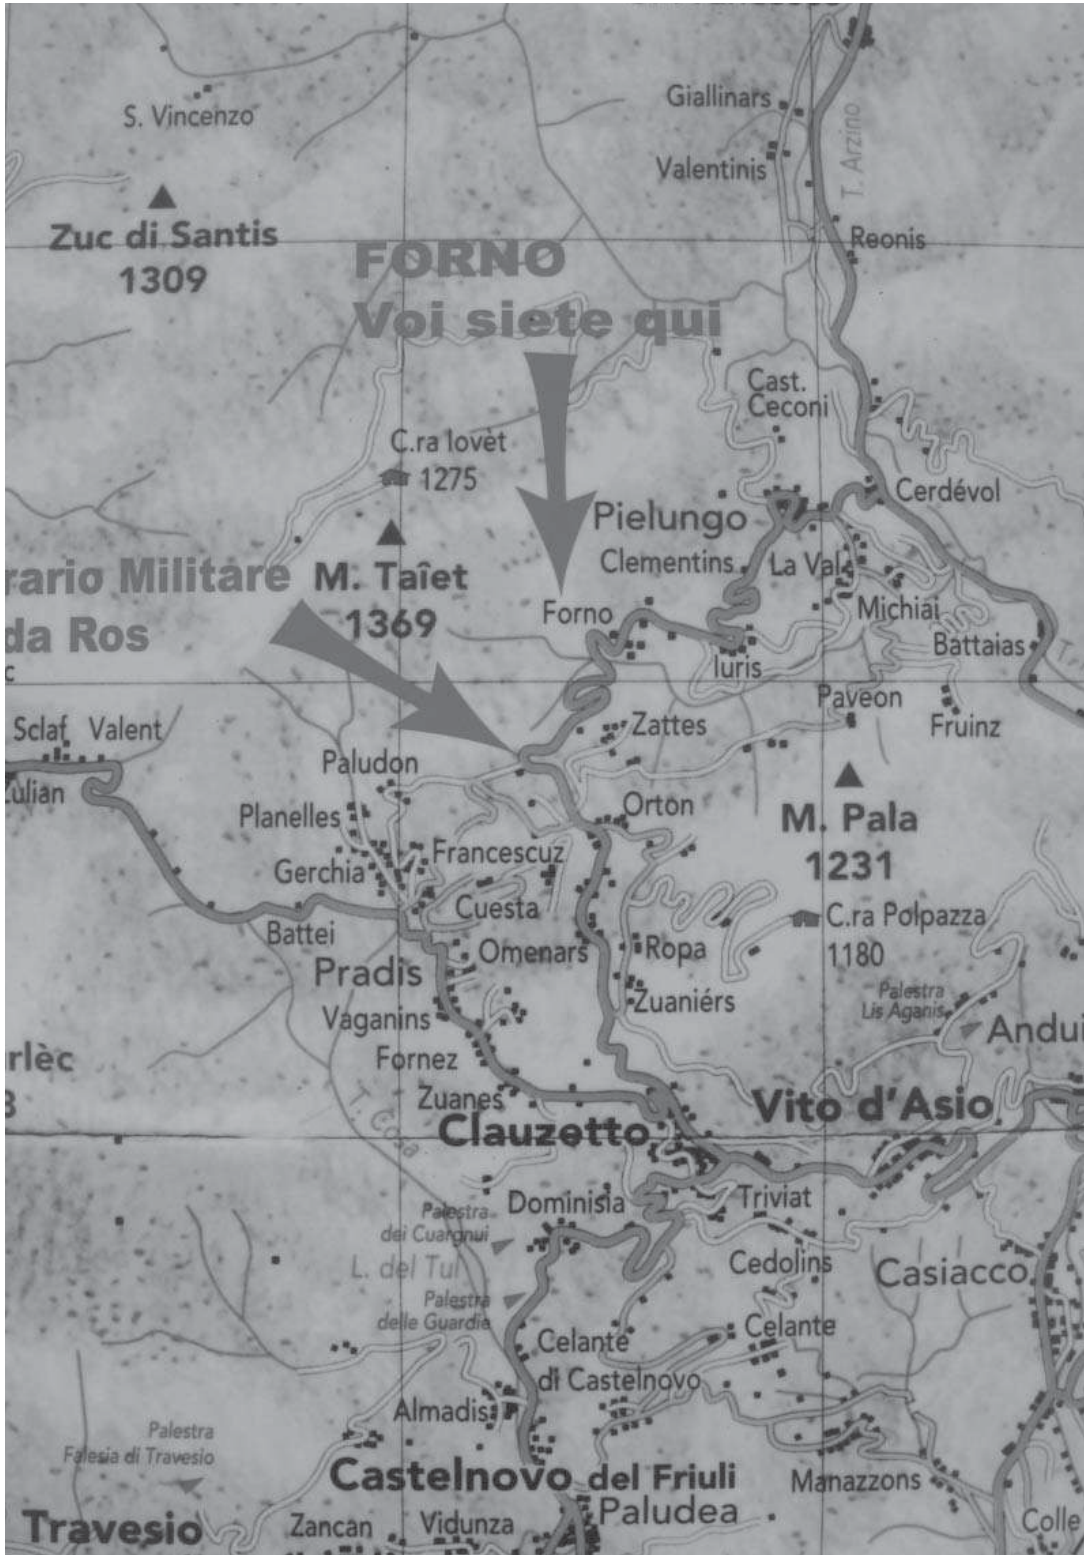 Giallinars
S. Vincenzo
Valentinis
T. Arzino
Zuc di Santis
1309
Reonis
FORNO
Voi siete qui
Cast.
Ceconi
C.ra Iovèt
1275
Cerdévol
Pielungo
Clementins
La Val
rario Militare
M. Taîet
1369
Michiai
Forno
da Ros
Battaias
Iuris
c
Paveon
Sclaf
Valent
Zattes
Fruinz
Paludon
Planelles
Orton
M. Pala
1231
Francescuz
Gerchia
Cuesta
C.ra Polpazza
1180
Battei
Omenars
Ropa
Pradis
Palestra
Lis Aganis
Zuaniérs
Vaganins
Andui
Fornez
rlèc
Zuanes
Vito d'Asio
Clauzetto
Dominisia
Triviat
Palestra
dei Cuargnui
L. del Tul
Cedolins
Casiacco
Palestra
delle Guardie
Celante
di Castelnovo
Celante
Almadis
Palestra
Falesia di Travesio
Castelnovo del Friuli
Manazzons
Paludea
Travesio
Zancan
Vidunza
Colle